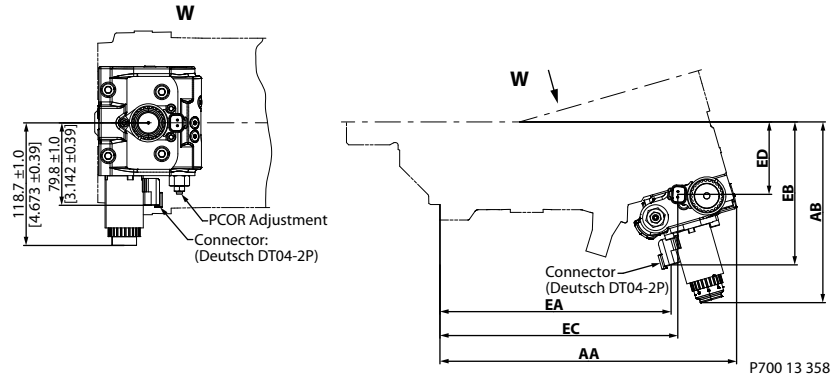 W
118.7 ±1.0
[4.673 ±0.39]
79.8 ±1.0
[3.142 ±0.39]
PCOR Adjustment
Connector:
(Deutsch DT04-2P)
W
ED
EB
AB
Connector
(Deutsch DT04-2P)
EA
EC
AA
P700 13 358